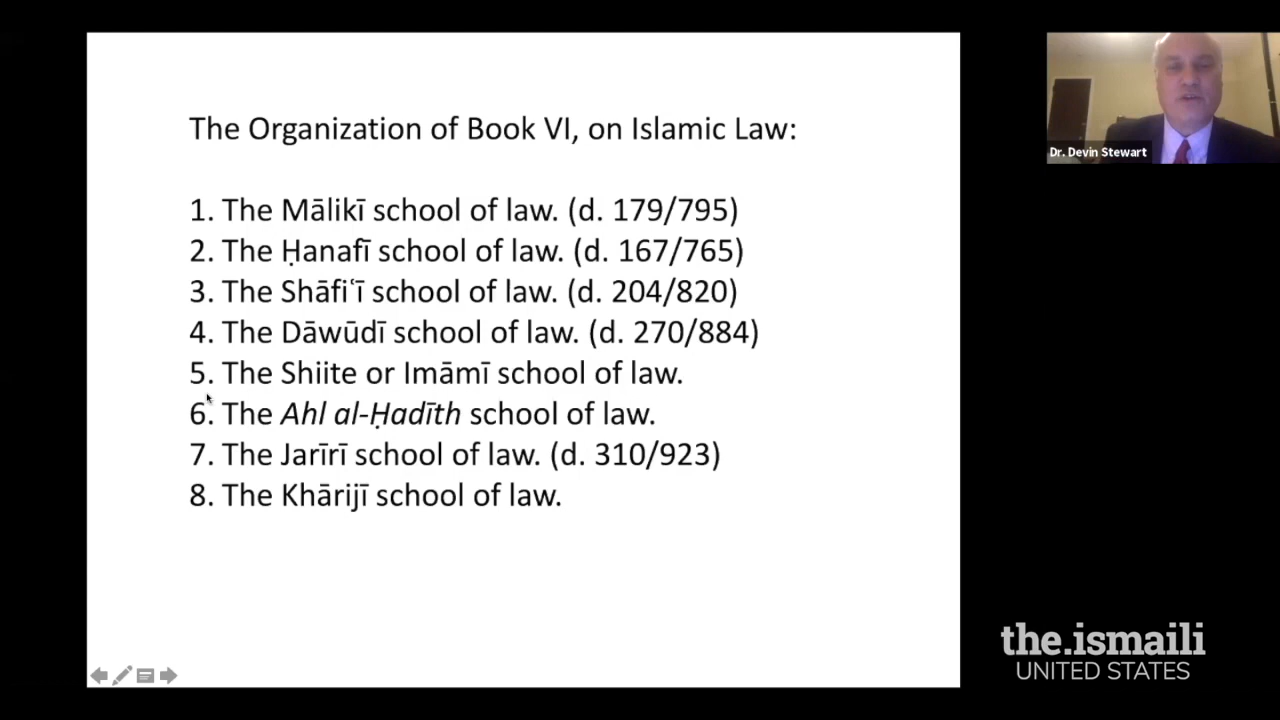 The Organization of Book VI, on Islamic Law:
1. The Mālikī school of law. (d. 179/795)
2. The Ḥanafī school of law. (d. 167/765)
3. The Shāfiʿī school of law. (d. 204/820)
4. The Dāwūdī school of law. (d. 270/884)
5. The Shiite or Imāmī school of law.
6. The Ahl al-Ḥadīth school of law.
7. The Jarīrī school of law. (d. 310/923)
8. The Khārijī school of law.
Dr. Devin Stewart
the.ismaili
UNITED STATES